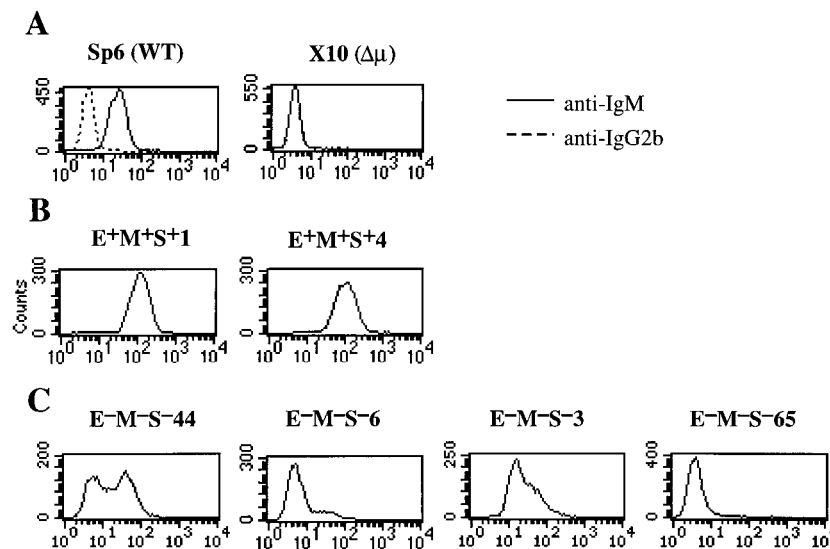 A
Sp6 (WT)
X10 (Δμ)
450
0
10⁰ 10¹ 10² 10³ 10⁴
550
0
10⁰ 10¹ 10² 10³ 10⁴
anti-IgM
anti-IgG2b
B
E⁺M⁺S⁺1
E⁺M⁺S⁺4
Counts
300
0
10⁰ 10¹ 10² 10³ 10⁴
300
0
10⁰ 10¹ 10² 10³ 10⁴
C
E⁻M⁻S⁻44
E⁻M⁻S⁻6
E⁻M⁻S⁻3
E⁻M⁻S⁻65
200
0
10⁰ 10¹ 10² 10³ 10⁴
300
0
10⁰ 10¹ 10² 10³ 10⁴
250
0
10⁰ 10¹ 10² 10³ 10⁴
400
0
10⁰ 10¹ 10² 10³ 10⁴